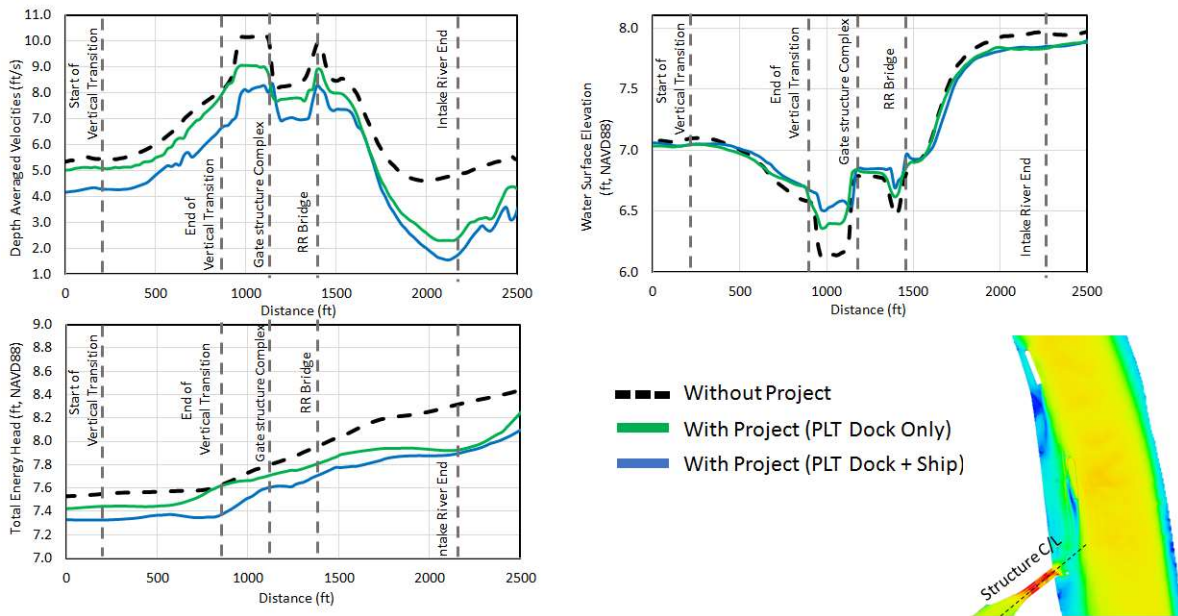 Depth Averaged Velocities (ft/s)
11.0
10.0
9.0
8.0
7.0
6.0
5.0
4.0
3.0
2.0
1.0
Start of
Vertical Transition
End of
Vertical Transition
Gate structure Complex
RR Bridge
Intake River End
0
500
1000
1500
2000
2500
Distance (ft)
Water Surface Elevation
(ft, NAVD88)
8.0
7.5
7.0
6.5
6.0
Start of
Vertical Transition
End of
Vertical Transition
Gate structure Complex
RR Bridge
Intake River End
0
500
1000
1500
2000
2500
Distance (ft)
Total Energy Head (ft, NAVD88)
9.0
8.8
8.6
8.4
8.2
8.0
7.8
7.6
7.4
7.2
7.0
Start of
Vertical Transition
End of
Vertical Transition
Gate structure Complex
RR Bridge
ntake River End
0
500
1000
1500
2000
2500
Distance (ft)
Without Project
With Project (PLT Dock Only)
With Project (PLT Dock + Ship)
Structure C/L